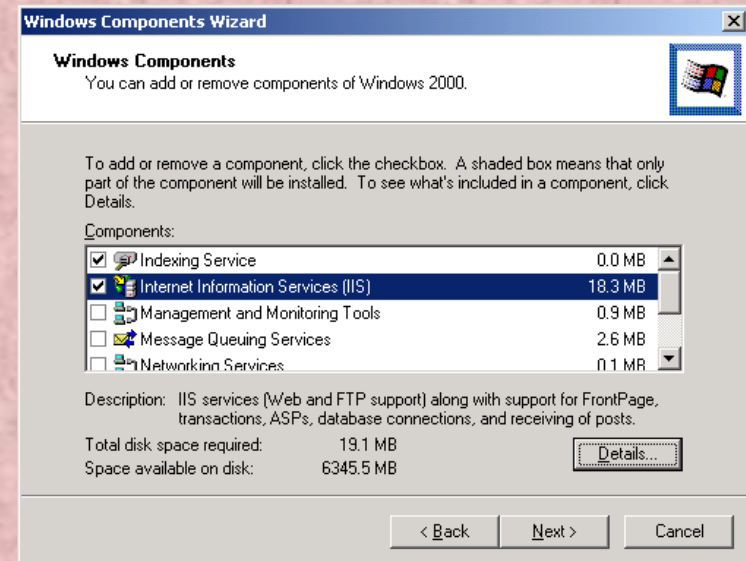 Windows Components Wizard
Windows Components
You can add or remove components of Windows 2000.
To add or remove a component, click the checkbox. A shaded box means that only
part of the component will be installed. To see what's included in a component, click
Details.
Components:
Indexing Service 0.0 MB
Internet Information Services (IIS) 18.3 MB
Management and Monitoring Tools 0.9 MB
Message Queuing Services 2.6 MB
Networking Services 0.1 MB
Description: IIS services (Web and FTP support) along with support for FrontPage,
transactions, ASPs, database connections, and receiving of posts.
Total disk space required: 19.1 MB
Space available on disk: 6345.5 MB
Details...
< Back Next > Cancel